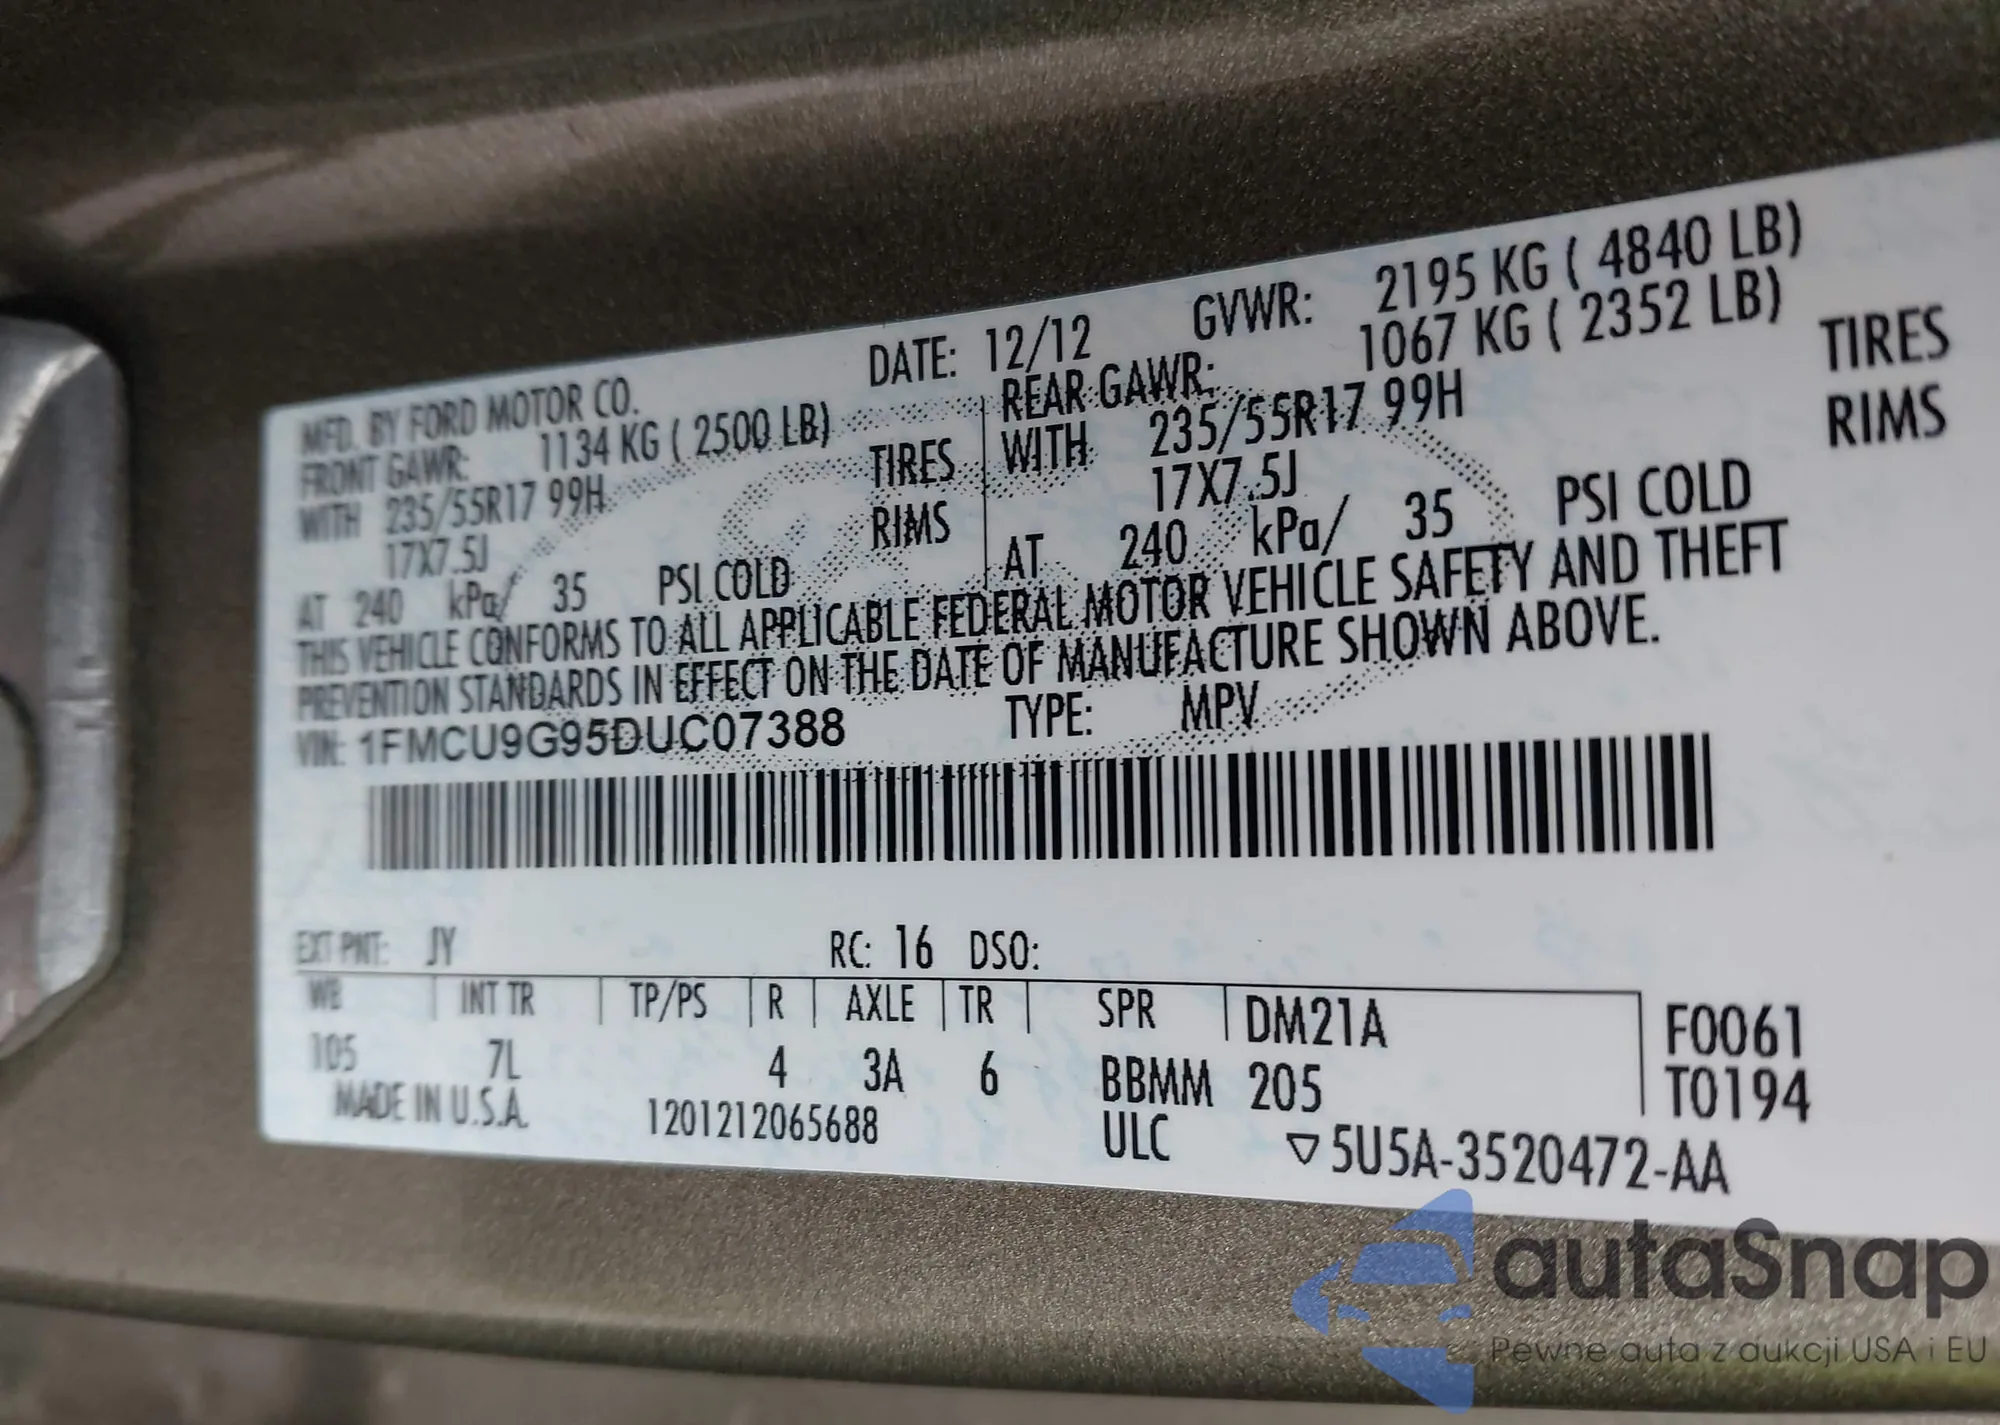 MFD. BY FORD MOTOR CO. DATE: 12/12 GVWR: 2195 KG ( 4840 LB)
FRONT GAWR: 1134 KG ( 2500 LB) REAR GAWR: 1067 KG ( 2352 LB)
WITH 235/55R17 99H TIRES WITH 235/55R17 99H TIRES
17X7.5J RIMS 17X7.5J RIMS
AT 240 kPa/ 35 PSI COLD AT 240 kPa/ 35 PSI COLD
THIS VEHICLE CONFORMS TO ALL APPLICABLE FEDERAL MOTOR VEHICLE SAFETY AND THEFT
PREVENTION STANDARDS IN EFFECT ON THE DATE OF MANUFACTURE SHOWN ABOVE.
VIN: 1FMCU9G95DUC07388 TYPE: MPV
EXT PNT: JY RC: 16 DSO:
WB INT TR TP/PS R AXLE TR SPR DM21A F0061
105 7L 4 3A 6 BBMM 205 T0194
MADE IN U.S.A. 1201212065688 ULC ▽5U5A-3520472-AA
autaSnap
Pewne auta z aukcji USA i EU